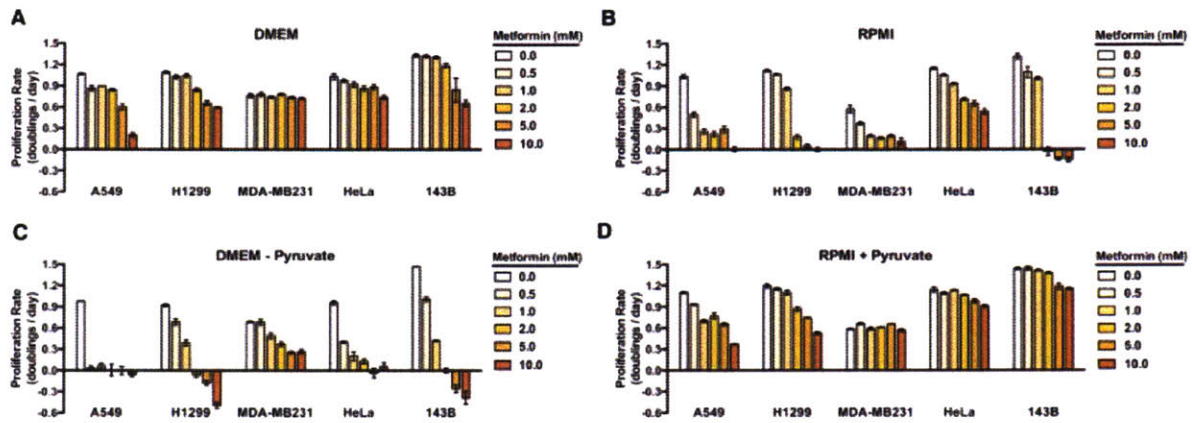 A
DMEM
Proliferation Rate
(doublings / day)
1.5
1.2
0.9
0.6
0.3
0.0
-0.3
-0.6
A549 H1299 MDA-MB231 HeLa 143B
Metformin (mM)
0.0
0.5
1.0
2.0
5.0
10.0
B
RPMI
Proliferation Rate
(doublings / day)
1.5
1.2
0.9
0.6
0.3
0.0
-0.3
-0.6
A549 H1299 MDA-MB231 HeLa 143B
Metformin (mM)
0.0
0.5
1.0
2.0
5.0
10.0
C
DMEM - Pyruvate
Proliferation Rate
(doublings / day)
1.5
1.2
0.9
0.6
0.3
0.0
-0.3
-0.6
A549 H1299 MDA-MB231 HeLa 143B
Metformin (mM)
0.0
0.5
1.0
2.0
5.0
10.0
D
RPMI + Pyruvate
Proliferation Rate
(doublings / day)
1.5
1.2
0.9
0.6
0.3
0.0
-0.3
-0.6
A549 H1299 MDA-MB231 HeLa 143B
Metformin (mM)
0.0
0.5
1.0
2.0
5.0
10.0